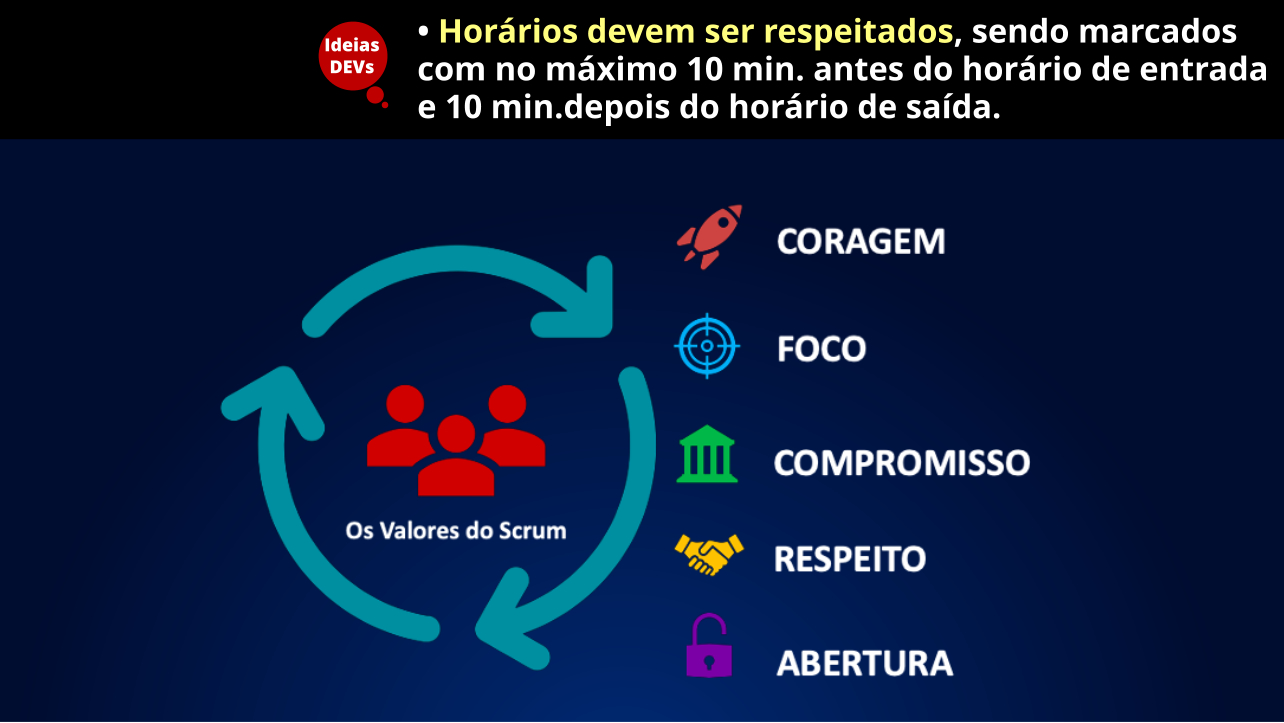 Ideias
DEVs
• Horários devem ser respeitados, sendo marcados
com no máximo 10 min. antes do horário de entrada
e 10 min.depois do horário de saída.
CORAGEM
FOCO
COMPROMISSO
Os Valores do Scrum
RESPEITO
ABERTURA